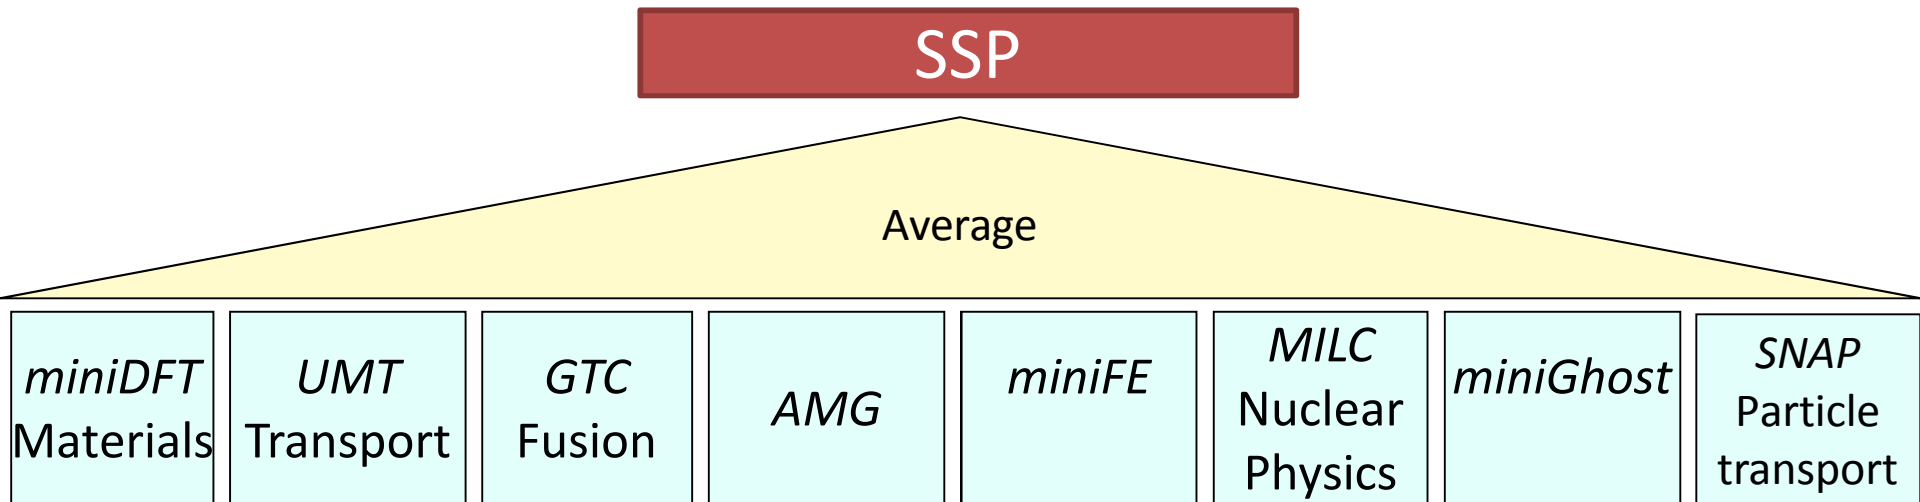 SSP
Average
miniDFT
Materials
UMT
Transport
GTC
Fusion
AMG
miniFE
MILC
Nuclear
Physics
miniGhost
SNAP
Particle
transport